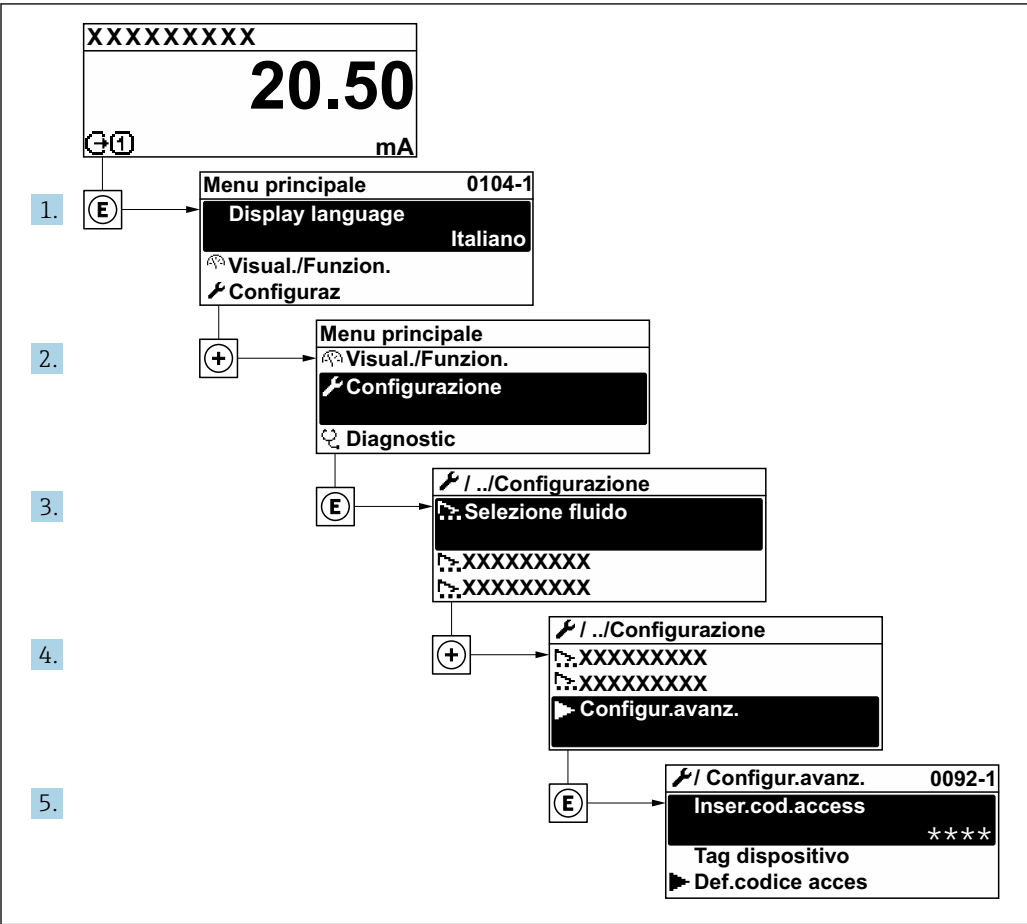 XXXXXXXXX
20.50
mA
1
1.
E
Menu principale 0104-1
Display language
Italiano
Visual./Funzion.
Configuraz
2.
+
Menu principale
Visual./Funzion.
Configurazione
Diagnostic
3.
E
/ ../Configurazione
Selezione fluido
XXXXXXXXX
XXXXXXXXX
4.
+
/ ../Configurazione
XXXXXXXXX
XXXXXXXXX
Configur.avanz.
5.
E
/ Configur.avanz. 0092-1
Inser.cod.access
****
Tag dispositivo
Def.codice acces